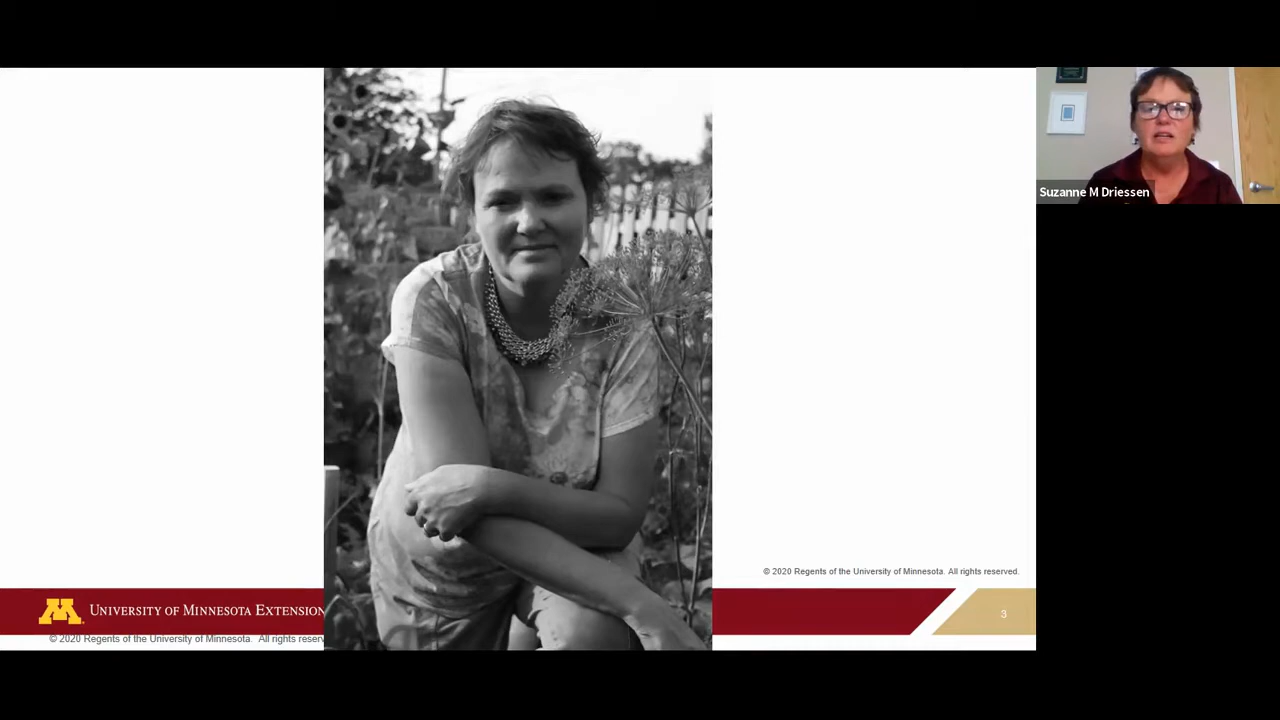 Suzanne M Driessen
© 2020 Regents of the University of Minnesota. All rights reserved.
UNIVERSITY OF MINNESOTA EXTENSION
3
© 2020 Regents of the University of Minnesota. All rights reserv